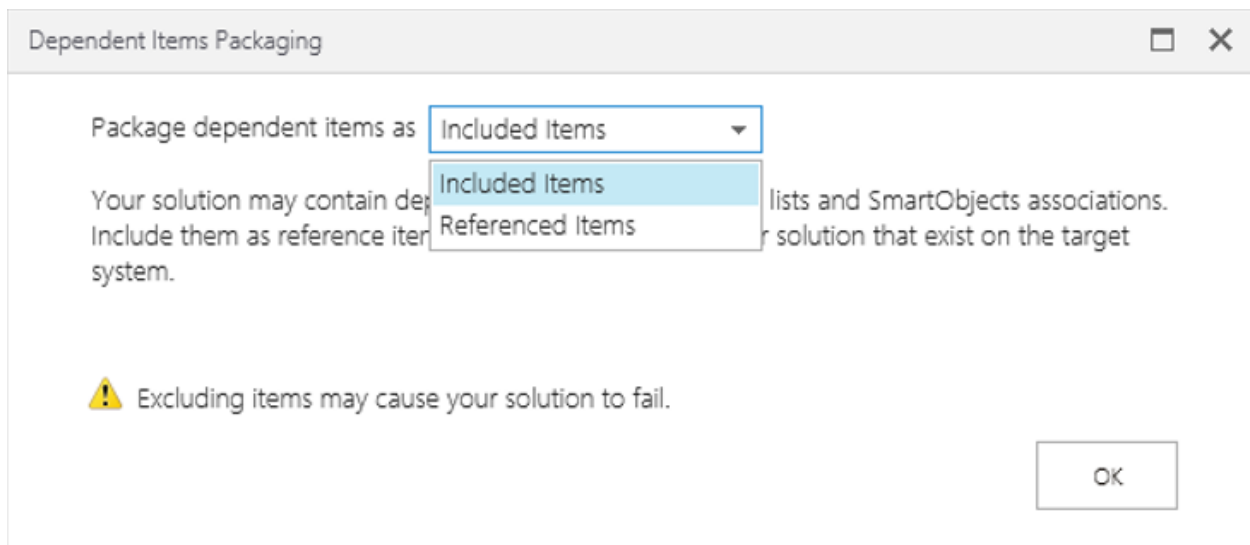 Dependent Items Packaging
Package dependent items as Included Items
Included Items
Your solution may contain lists and SmartObjects associations.
Referenced Items
Include them as reference solution that exist on the target
system.
Excluding items may cause your solution to fail.
OK